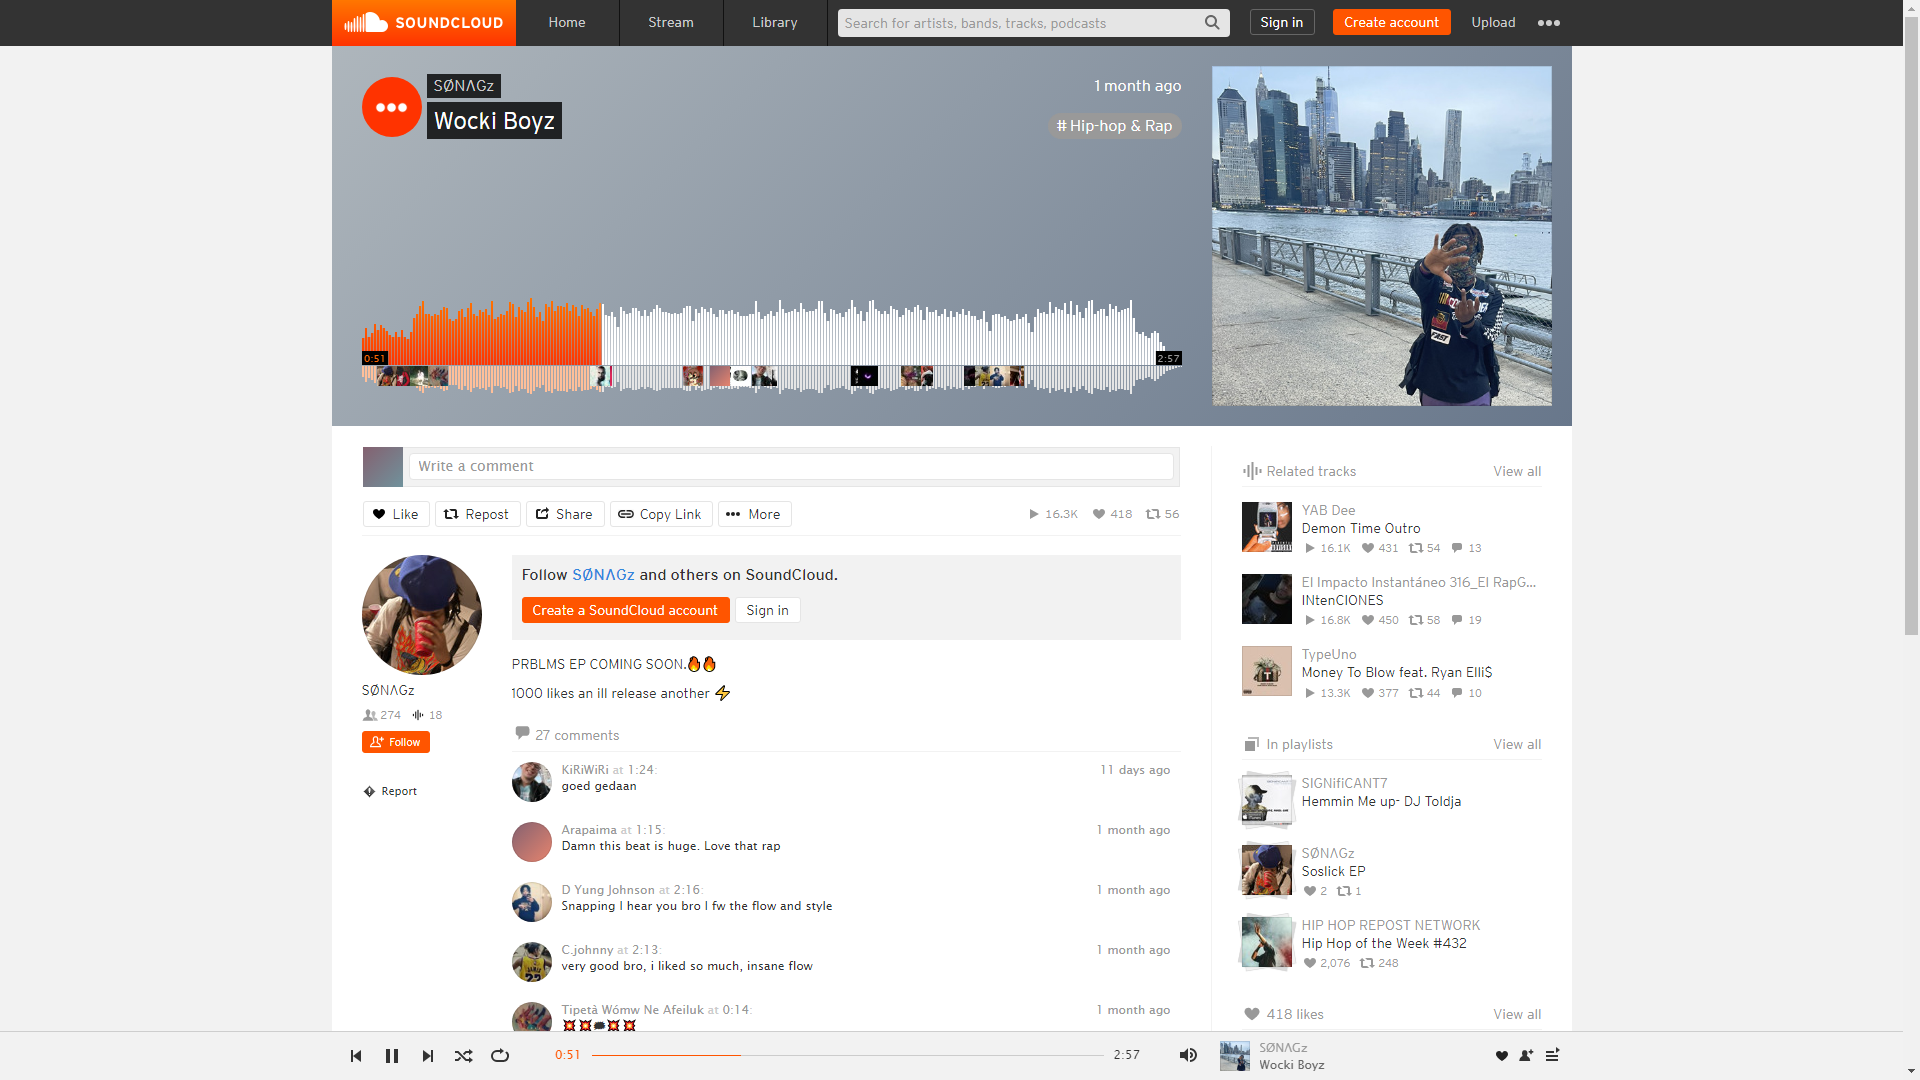 SOUNDCLOUD
Home
Stream
Library
Search for artists, bands, tracks, podcasts
Sign in
Create account
Upload
SØNΛGz
Wocki Boyz
1 month ago
# Hip-hop & Rap
0:51
2:57
FAST
Write a comment
Like
Repost
Share
Copy Link
More
16.3K
418
56
SØNΛGz
274
18
Follow
Report
Follow SØNΛGz and others on SoundCloud.
Create a SoundCloud account
Sign in
PRBLMS EP COMING SOON.🔥🔥
1000 likes an ill release another ⚡
27 comments
KiRiWiRi at 1:24:
11 days ago
goed gedaan
Arapaima at 1:15:
1 month ago
Damn this beat is huge. Love that rap
D Yung Johnson at 2:16:
1 month ago
Snapping I hear you bro I fw the flow and style
C.johnny at 2:13:
1 month ago
very good bro, i liked so much, insane flow
Tipetà Wómw Ne Afeiluk at 0:14:
1 month ago
Related tracks
View all
YAB Dee
Demon Time Outro
16.1K
431
54
13
El Impacto Instantáneo 316_El RapG...
INtenCIONES
16.8K
450
58
19
TypeUno
Money To Blow feat. Ryan Elli$
13.3K
377
44
10
In playlists
View all
SIGNifiCANT7
Hemmin Me up- DJ Toldja
SØNΛGz
Soslick EP
2
1
HIP HOP REPOST NETWORK
Hip Hop of the Week #432
2,076
248
418 likes
View all
0:51
2:57
SØNΛGz
Wocki Boyz